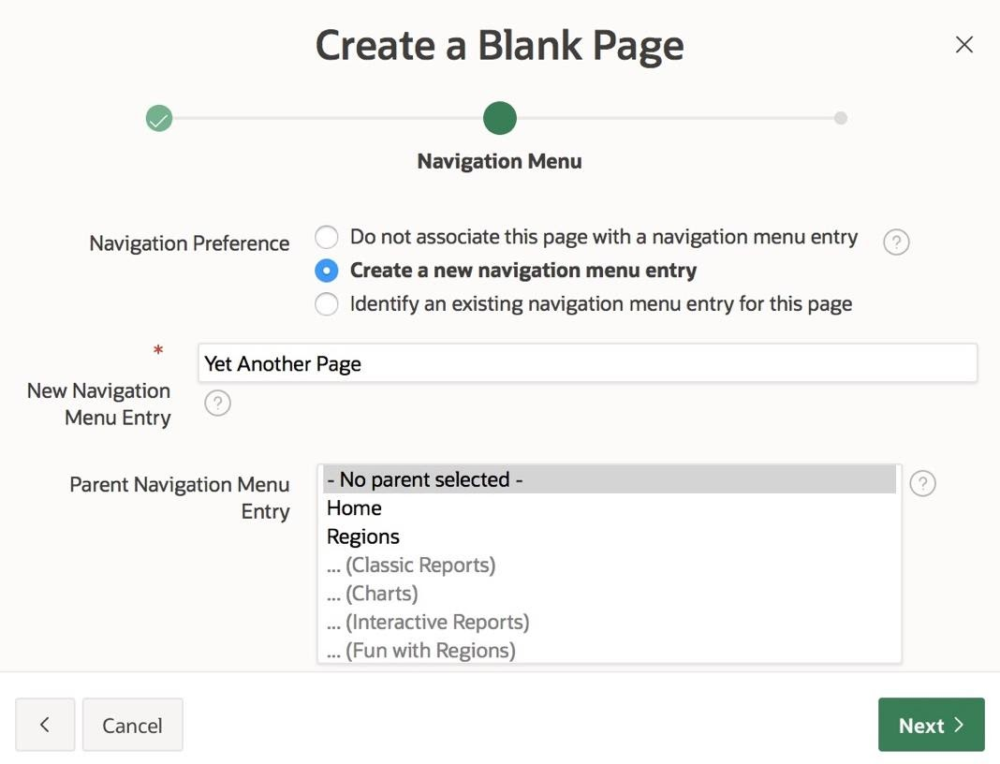 Create a Blank Page
Navigation Menu
Navigation Preference
Do not associate this page with a navigation menu entry
?
Create a new navigation menu entry
Identify an existing navigation menu entry for this page
*
New Navigation
Menu Entry
Yet Another Page
?
Parent Navigation Menu
Entry
- No parent selected -
?
Home
Regions
... (Classic Reports)
... (Charts)
... (Interactive Reports)
... (Fun with Regions)
Cancel
Next